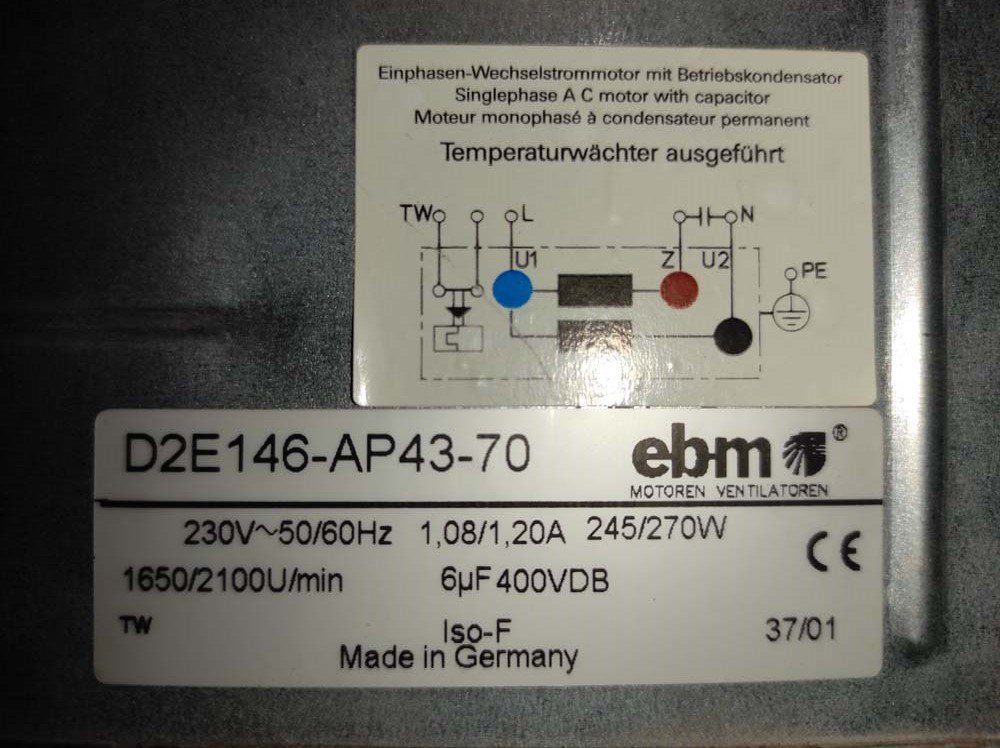 Einphasen-Wechselstrommotor mit Betriebskondensator
Singlephase A C motor with capacitor
Moteur monophasé à condensateur permanent
Temperaturwächter ausgeführt
TW L N
U1 Z U2
PE
D2E146-AP43-70 ebm®
MOTOREN VENTILATOREN
230V~50/60Hz 1,08/1,20A 245/270W
CE
1650/2100U/min 6µF 400VDB
TW Iso-F 37/01
Made in Germany